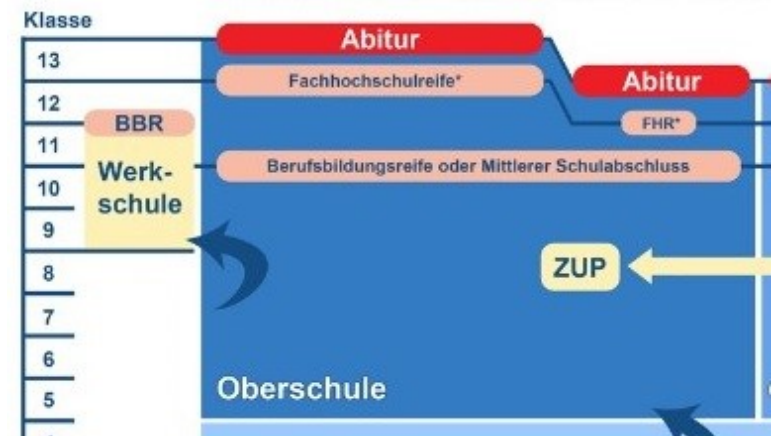 Klasse
13
12
11
10
9
8
7
6
5
Abitur
Fachhochschulreife*
Abitur
FHR*
BBR
Werk-
schule
Berufsbildungsreife oder Mittlerer Schulabschluss
ZUP
Oberschule